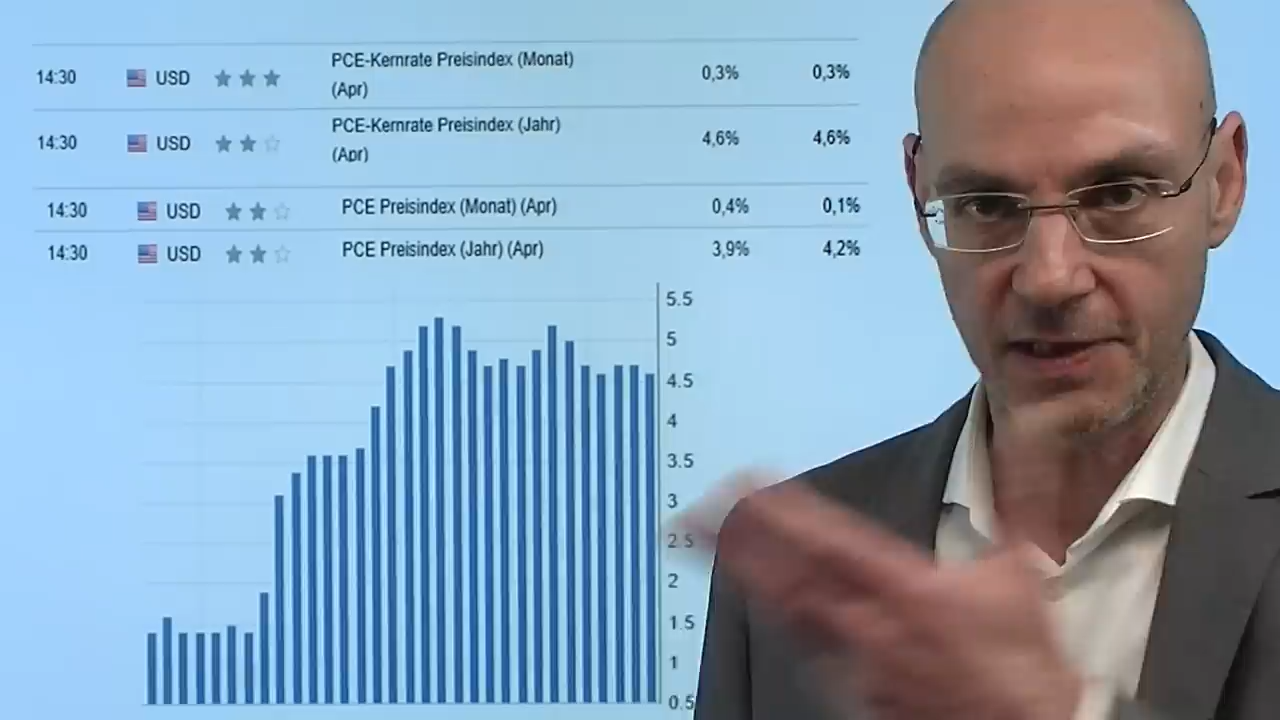 14:30 USD PCE-Kernrate Preisindex (Monat) 0,3% 0,3%
(Apr)
14:30 USD PCE-Kernrate Preisindex (Jahr) 4,6% 4,6%
(Apr)
14:30 USD PCE Preisindex (Monat) (Apr) 0,4% 0,1%
14:30 USD PCE Preisindex (Jahr) (Apr) 3,9% 4,2%
5.5
5
4.5
4
3.5
3
2.5
2
1.5
1
0.5